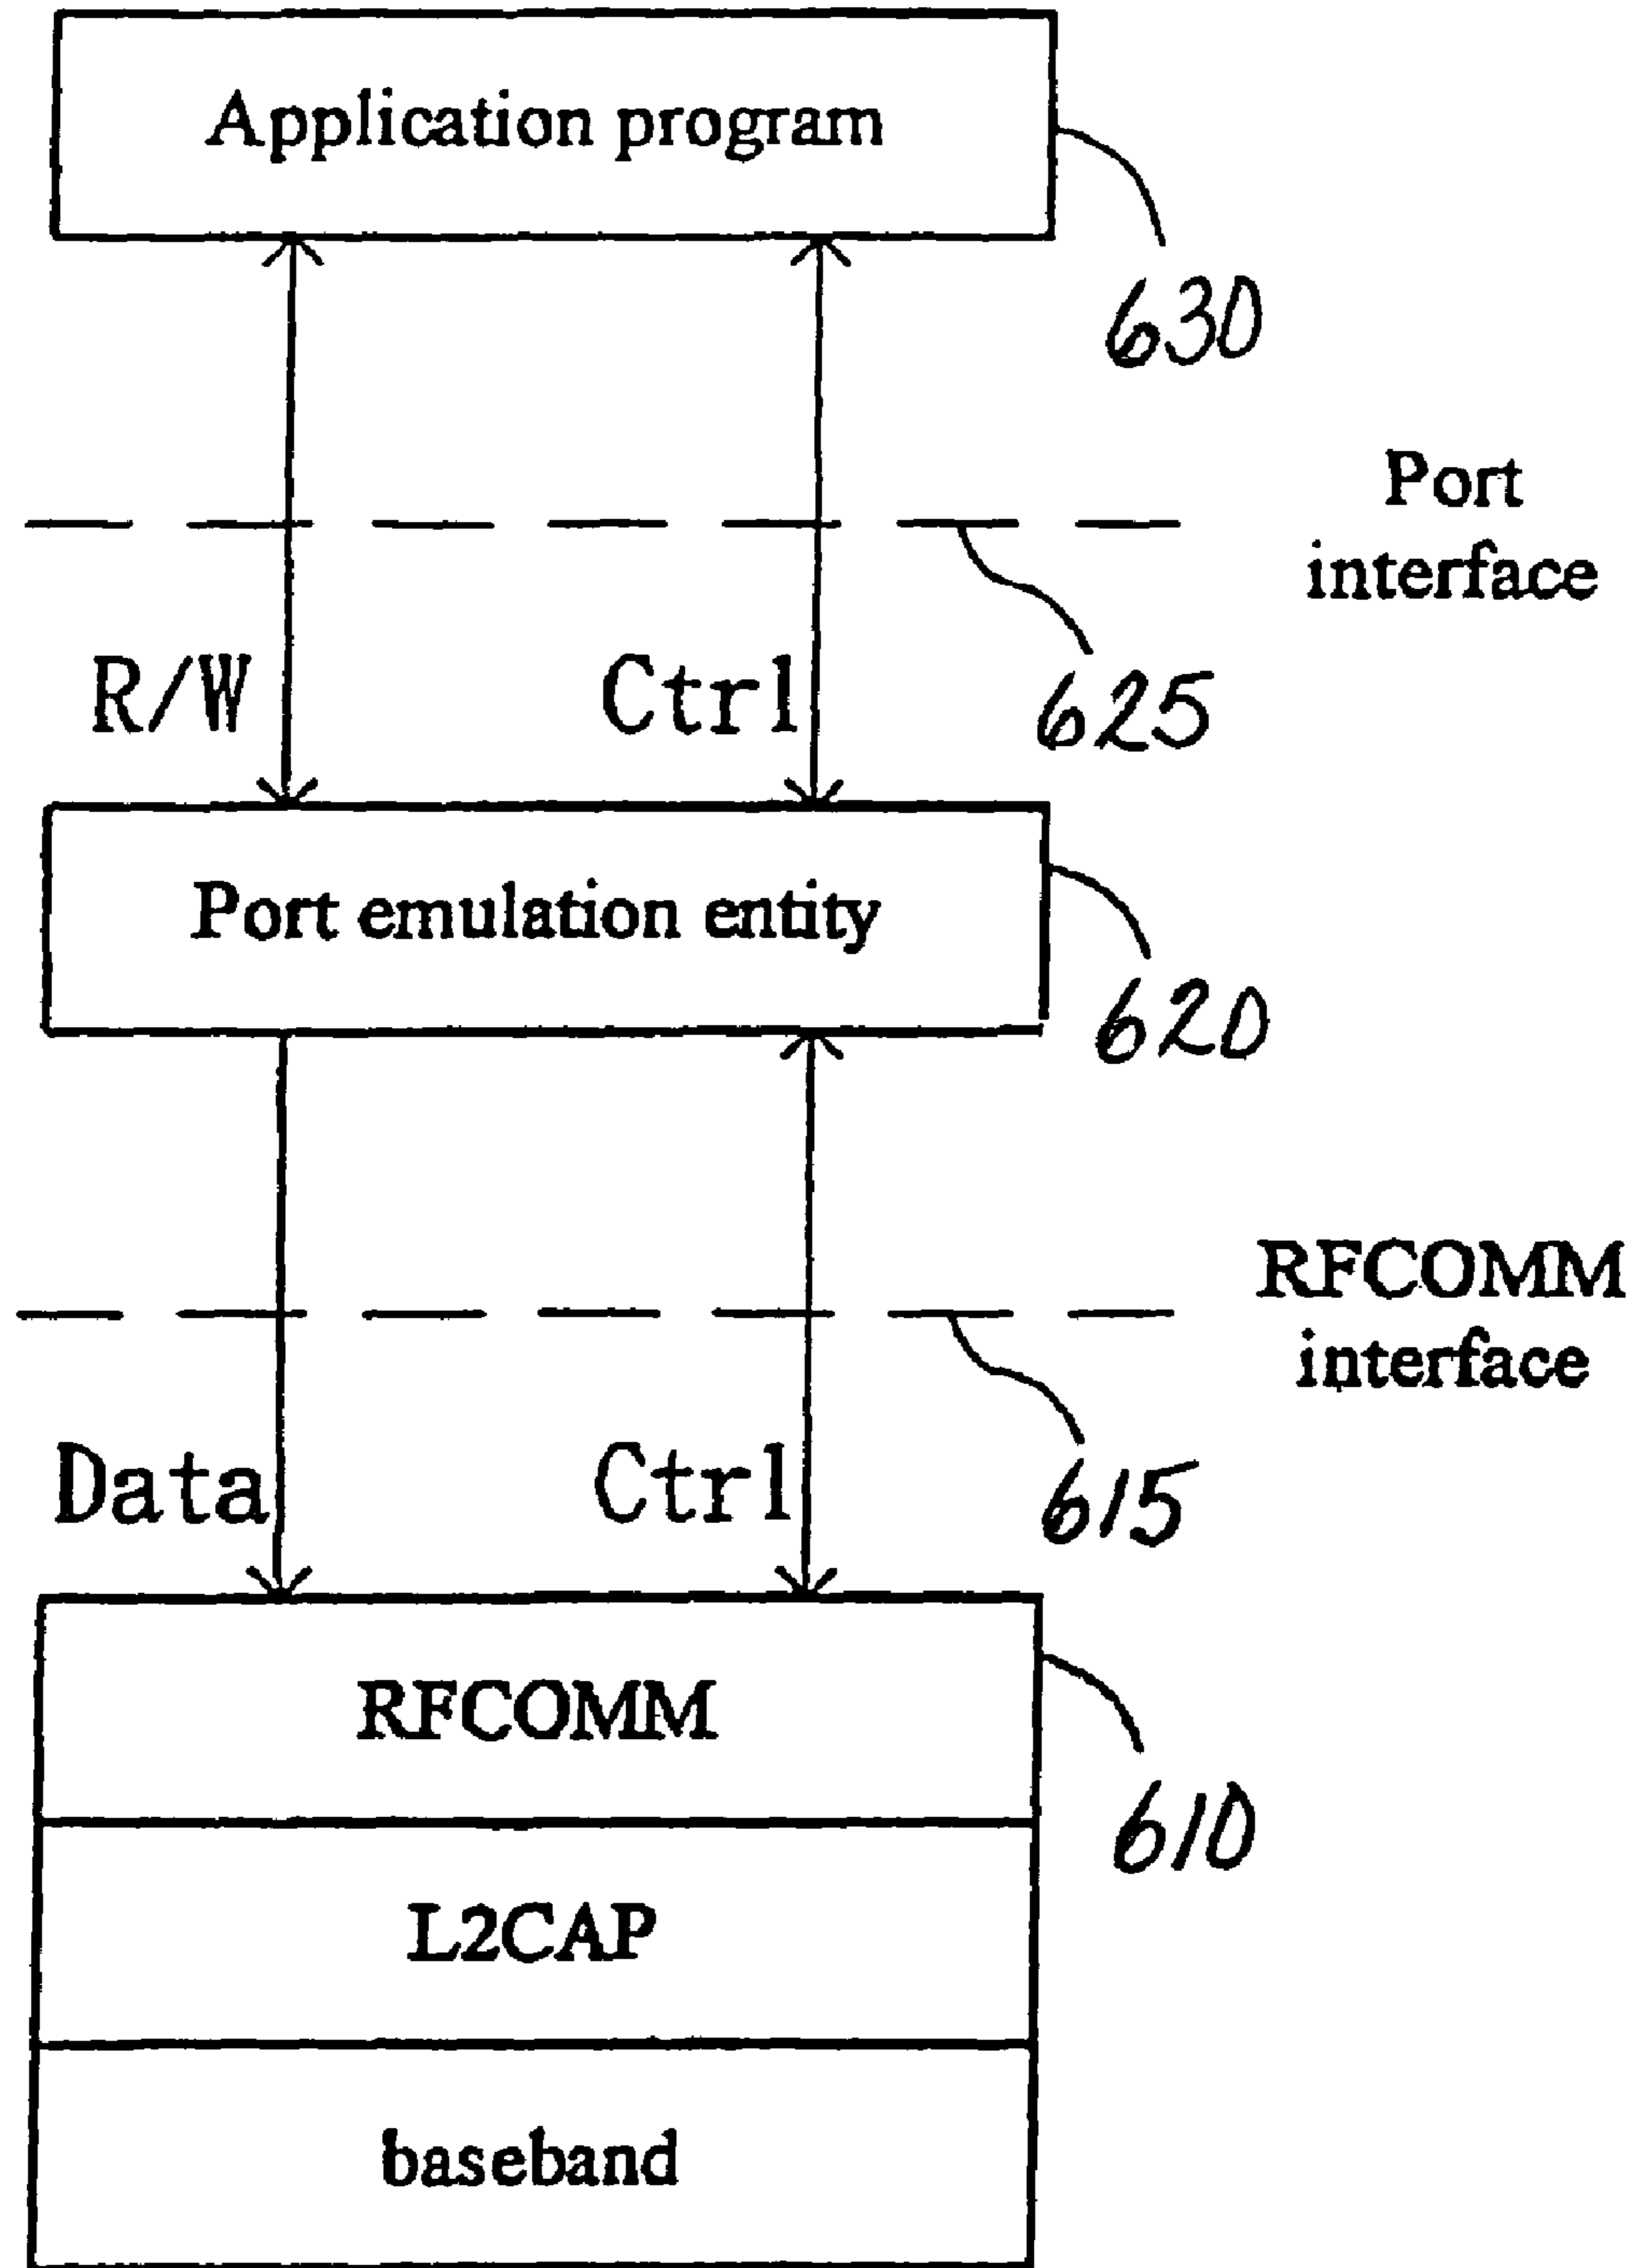 Application program
630
Port
interface
R/W
Ctrl
625
Port emulation entity
620
RFCOMM
interface
Data
Ctrl
615
RFCOMM
610
L2CAP
baseband